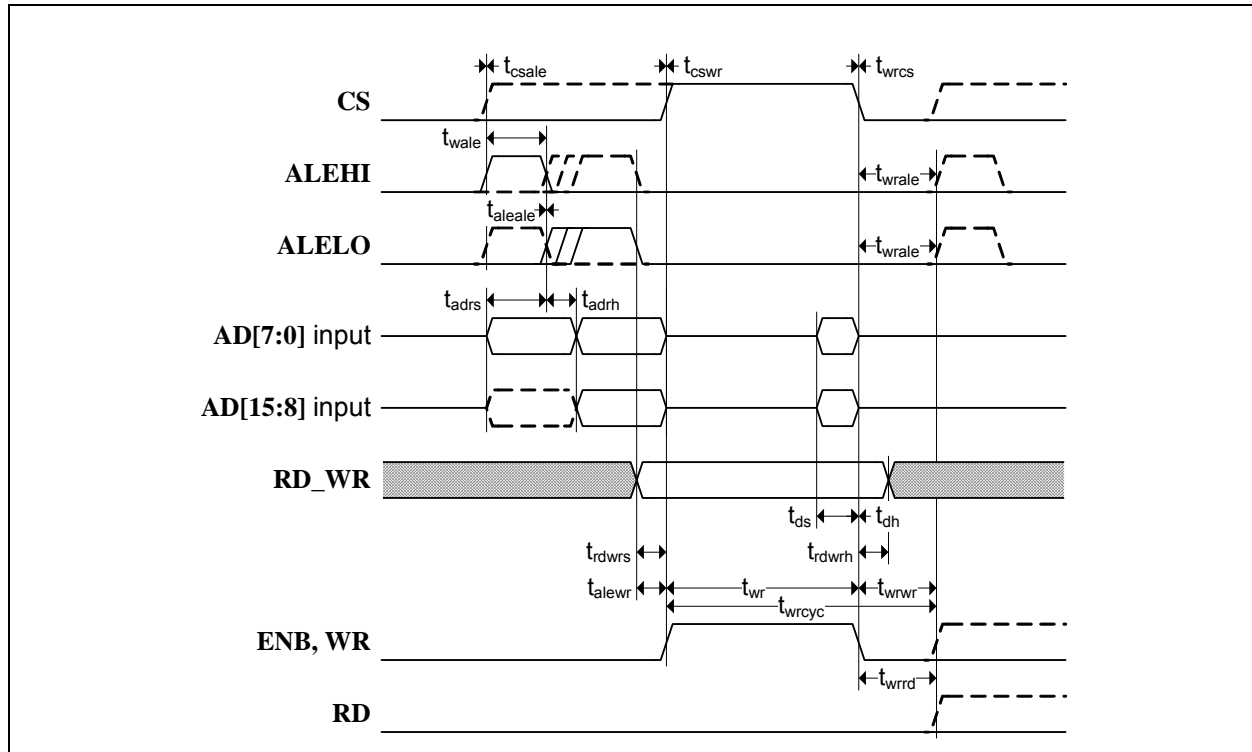 tcsale tcswr twrcs
CS
twale
ALEHI
twrale
taleale
ALELO
twrale
tadrs tadrh
AD[7:0] input
AD[15:8] input
RD_WR
tds tdh
trdwrs trdwrh
talewr twr twrwr
twrcyc
ENB, WR
twrrd
RD